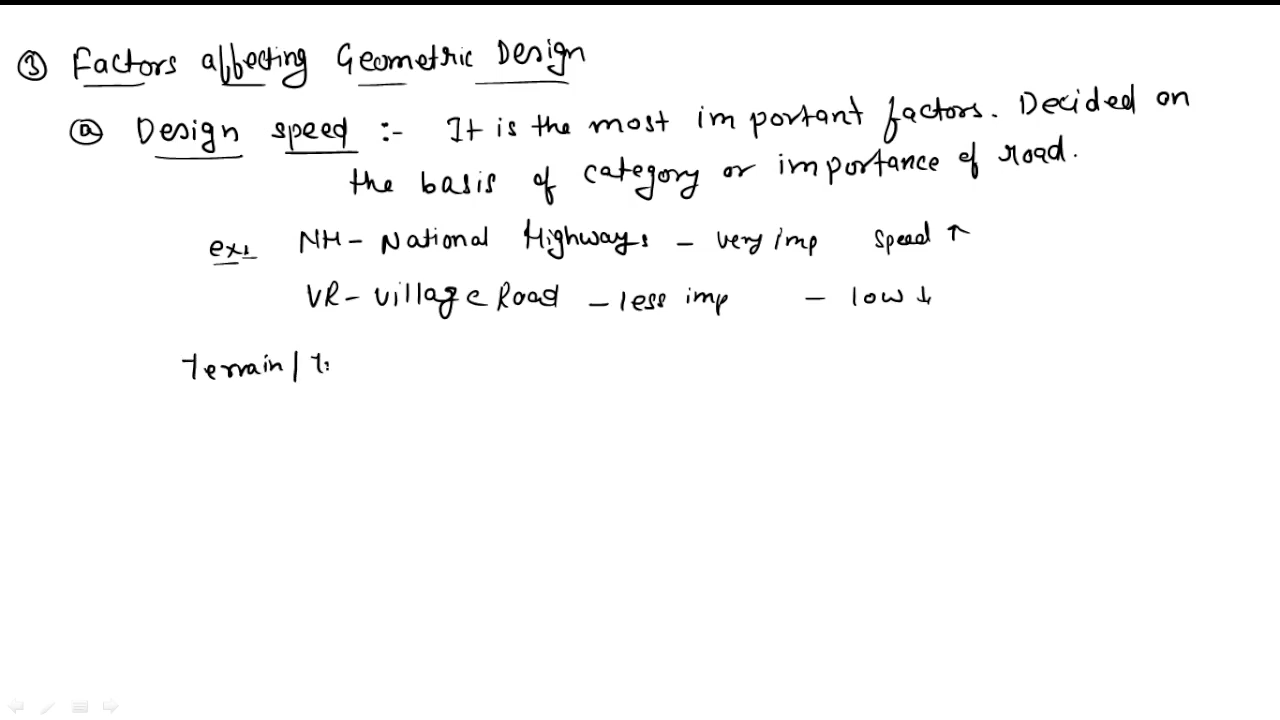 ③ Factors affecting Geometric Design
ⓐ Design speed :- It is the most important factors. Decided on
the basis of category or importance of road.
ex:- NH - National Highways - very imp speed ↑
VR - Village Road - less imp - low ↓
terrain / t